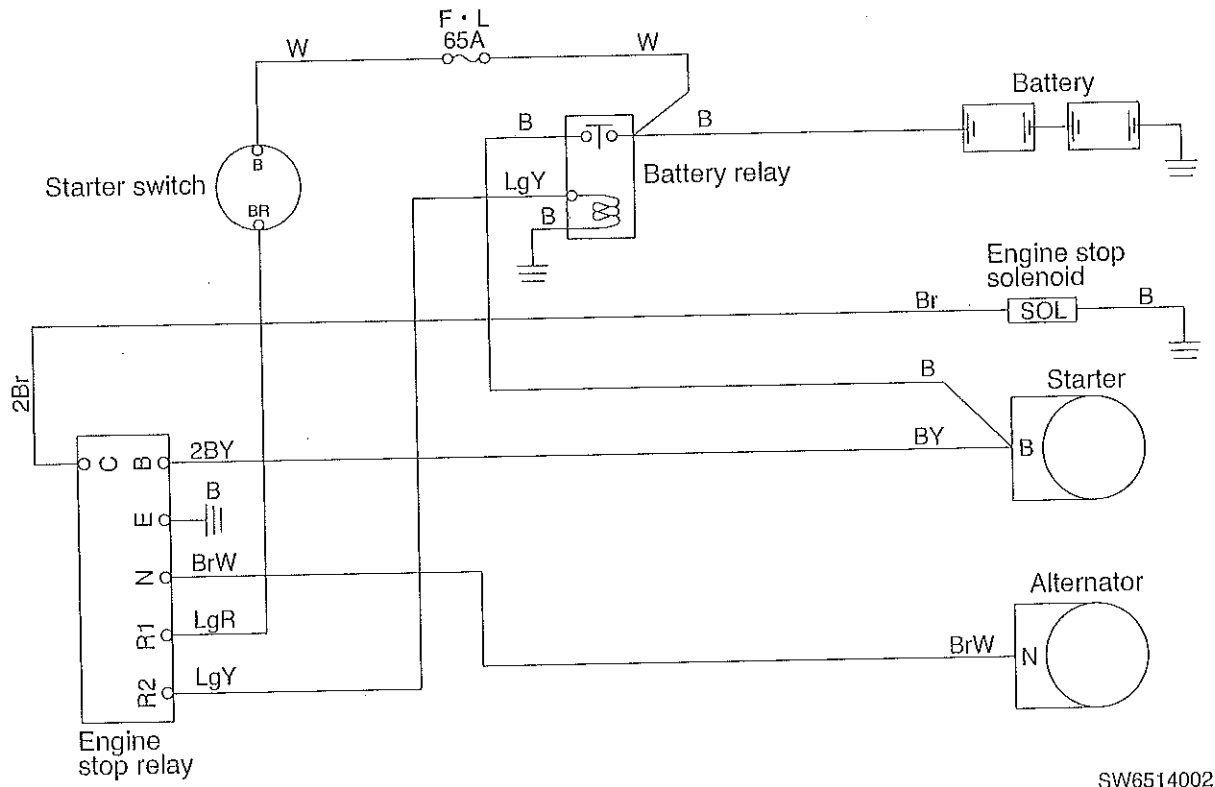 F・L
65A
W
W
Battery
B
B
B
Starter switch
Battery relay
LgY
BR
B
Engine stop
solenoid
Br
SOL
B
2Br
B
Starter
C
B
2BY
BY
B
B
E
N
BrW
Alternator
R1
LgR
BrW
N
R2
LgY
Engine
stop relay
SW6514002